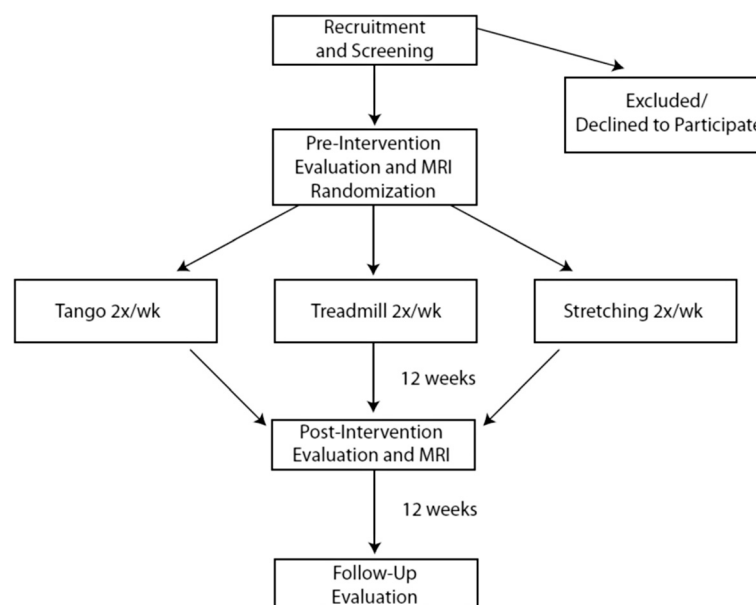 Recruitment
and Screening
Excluded/
Declined to Participate
Pre-Intervention
Evaluation and MRI
Randomization
Tango 2x/wk
Treadmill 2x/wk
Stretching 2x/wk
12 weeks
Post-Intervention
Evaluation and MRI
12 weeks
Follow-Up
Evaluation